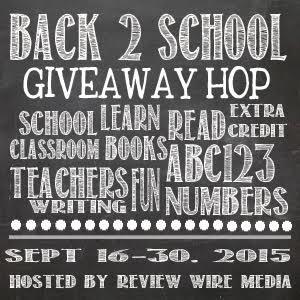 BACK 2 SCHOOL
GIVEAWAY HOP
SCHOOL LEARN READ EXTRA CREDIT
CLASSROOM BOOKS ABC123
TEACHERS FUN NUMBERS
WRITING
SEPT 16-30, 2015
HOSTED BY REVIEW WIRE MEDIA